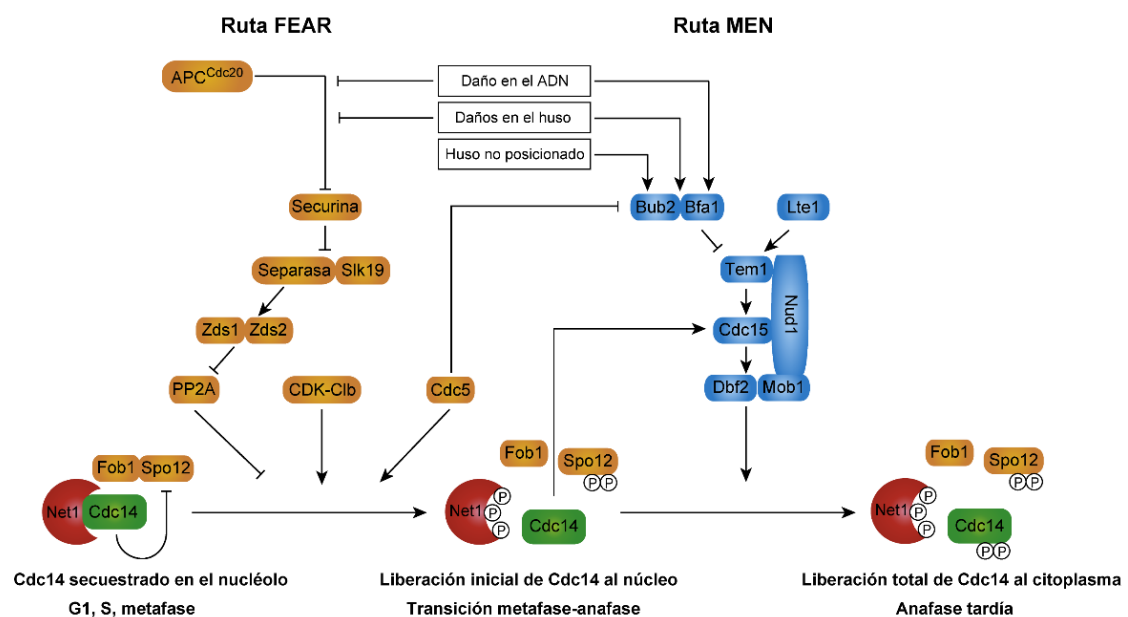 Ruta FEAR
Ruta MEN
APCCdc20
Daño en el ADN
Daños en el huso
Huso no posicionado
Securina
Bub2
Bfa1
Lte1
Separasa
Slk19
Tem1
Nud1
Zds1
Zds2
Cdc15
PP2A
CDK-Clb
Cdc5
Dbf2
Mob1
Fob1
Spo12
Net1
Cdc14
Fob1
Spo12
P P
Net1
P
P
P
Cdc14
Fob1
Spo12
P P
Net1
P
P
P
Cdc14
P P
Cdc14 secuestrado en el nucléolo
G1, S, metafase
Liberación inicial de Cdc14 al núcleo
Transición metafase-anafase
Liberación total de Cdc14 al citoplasma
Anafase tardía